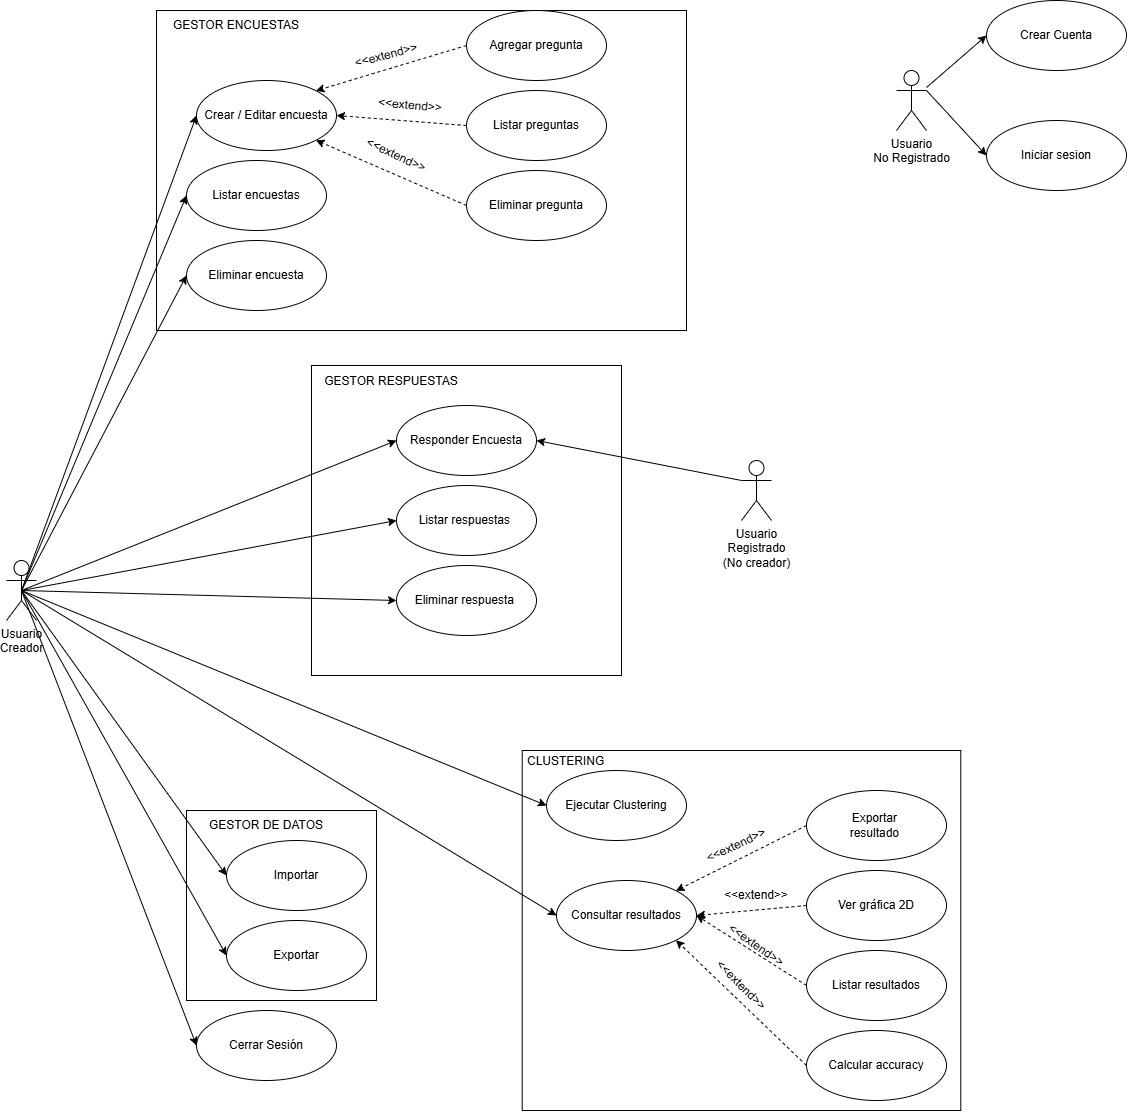 GESTOR ENCUESTAS
Agregar pregunta
<<extend>>
Crear / Editar encuesta
<<extend>>
Listar preguntas
<<extend>>
Listar encuestas
Eliminar pregunta
Eliminar encuesta
Crear Cuenta
Usuario
No Registrado
Iniciar sesion
GESTOR RESPUESTAS
Responder Encuesta
Listar respuestas
Eliminar respuesta
Usuario
Registrado
(No creador)
Usuario
Creador
CLUSTERING
Ejecutar Clustering
Exportar
resultado
<<extend>>
Consultar resultados
<<extend>>
Ver gráfica 2D
<<extend>>
Listar resultados
<<extend>>
Calcular accuracy
GESTOR DE DATOS
Importar
Exportar
Cerrar Sesión